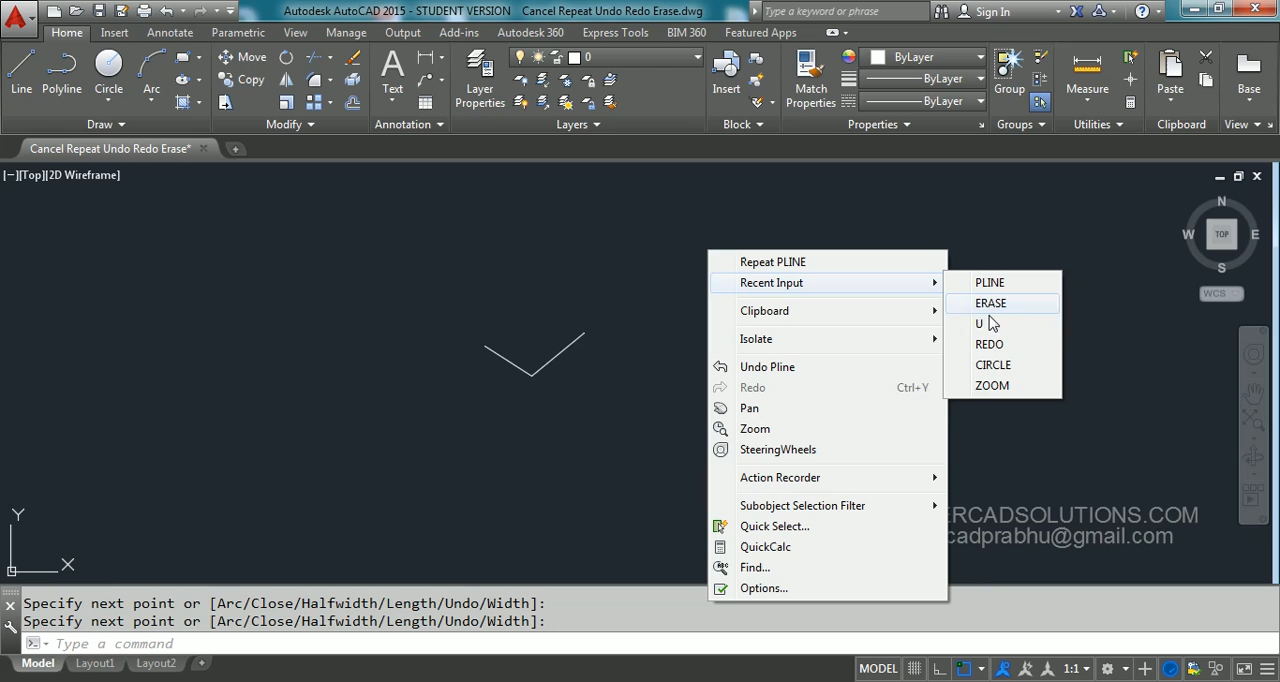 Autodesk AutoCAD 2015 - STUDENT VERSION Cancel Repeat Undo Redo Erase.dwg
Type a keyword or phrase
Sign In
Home Insert Annotate Parametric View Manage Output Add-ins Autodesk 360 Express Tools BIM 360 Featured Apps
Line Polyline Circle Arc
Move
Copy
Text
Layer Properties
0
Insert
Match Properties
ByLayer
ByLayer
ByLayer
Group
Measure
Paste
Base
Draw Modify Annotation Layers Block Properties Groups Utilities Clipboard View
Cancel Repeat Undo Redo Erase*
[−][Top][2D Wireframe]
N
W TOP E
S
WCS
Repeat PLINE
Recent Input
Clipboard
Isolate
Undo Pline
Redo Ctrl+Y
Pan
Zoom
SteeringWheels
Action Recorder
Subobject Selection Filter
Quick Select...
QuickCalc
Find...
Options...
PLINE
ERASE
U
REDO
CIRCLE
ZOOM
ERCADSOLUTIONS.COM
cadprabhu@gmail.com
Y
X
Specify next point or [Arc/Close/Halfwidth/Length/Undo/Width]:
Specify next point or [Arc/Close/Halfwidth/Length/Undo/Width]:
Type a command
Model Layout1 Layout2
MODEL 1:1